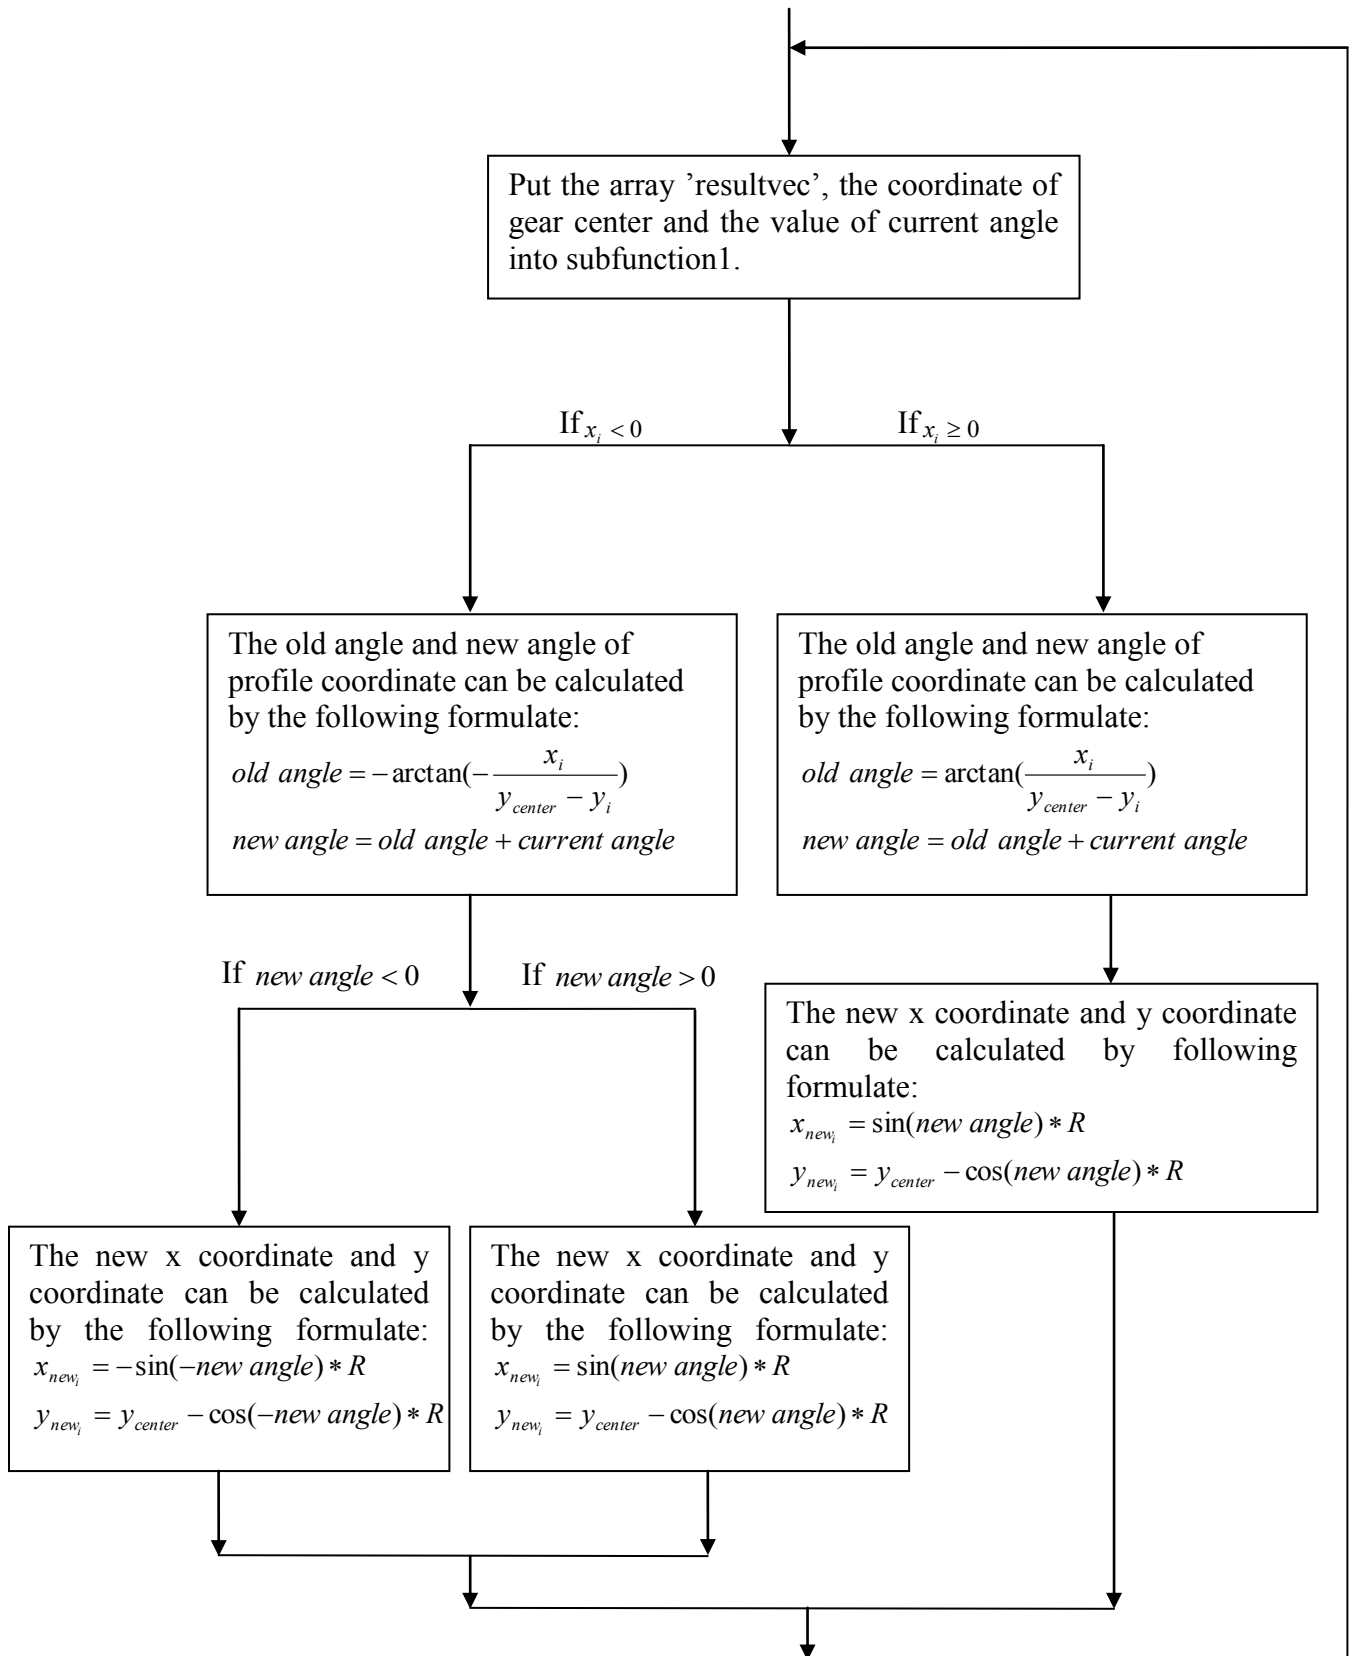 Put the array ’resultvec’, the coordinate of
gear center and the value of current angle
into subfunction1.
If x_i < 0
If x_i ≥ 0
The old angle and new angle of
profile coordinate can be calculated
by the following formulate:
old angle = −arctan(−x_i / (y_center − y_i))
new angle = old angle + current angle
The old angle and new angle of
profile coordinate can be calculated
by the following formulate:
old angle = arctan(x_i / (y_center − y_i))
new angle = old angle + current angle
If new angle < 0
If new angle > 0
The new x coordinate and y coordinate
can be calculated by following
formulate:
x_new_i = sin(new angle) * R
y_new_i = y_center − cos(new angle) * R
The new x coordinate and y
coordinate can be calculated
by the following formulate:
x_new_i = −sin(−new angle) * R
y_new_i = y_center − cos(−new angle) * R
The new x coordinate and y
coordinate can be calculated
by the following formulate:
x_new_i = sin(new angle) * R
y_new_i = y_center − cos(new angle) * R